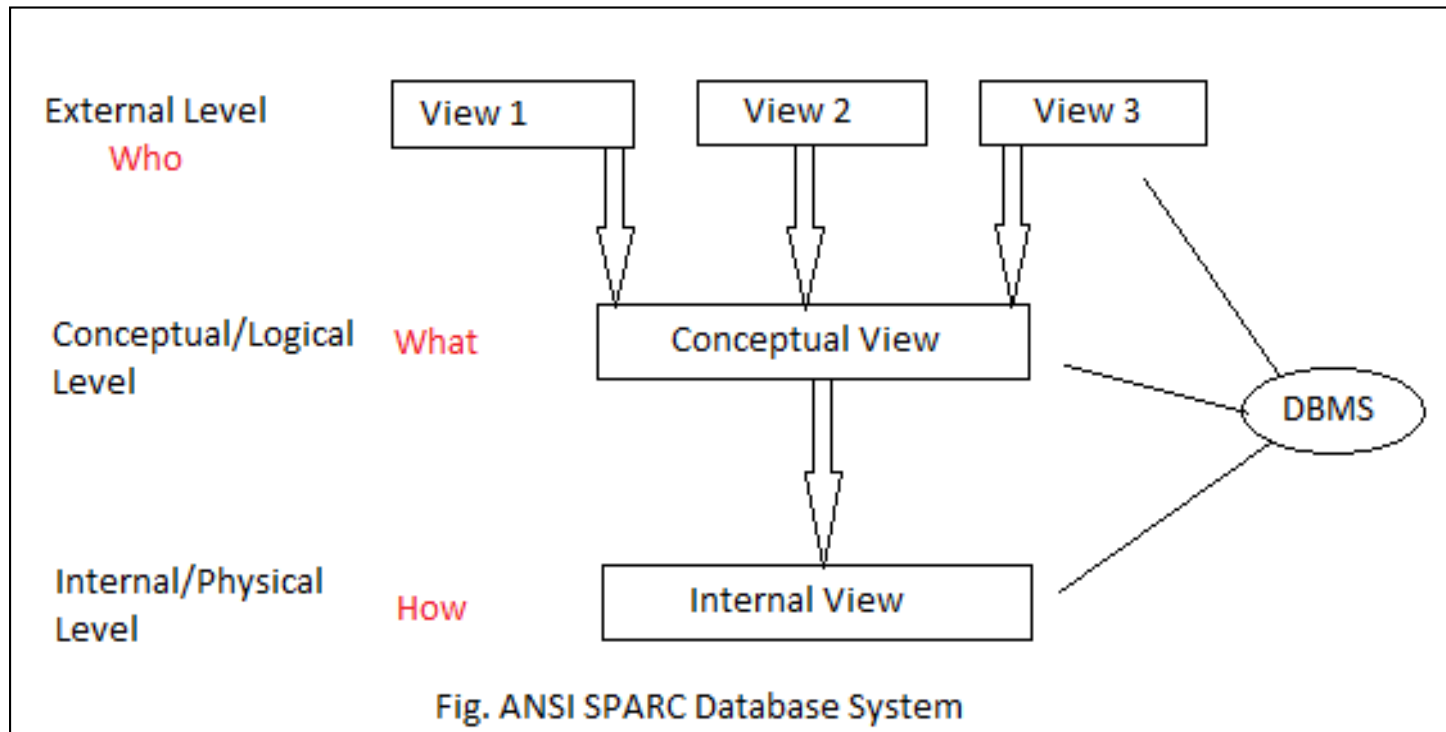 External Level
Who
View 1
View 2
View 3
Conceptual/Logical
Level
What
Conceptual View
DBMS
Internal/Physical
Level
How
Internal View
Fig. ANSI SPARC Database System